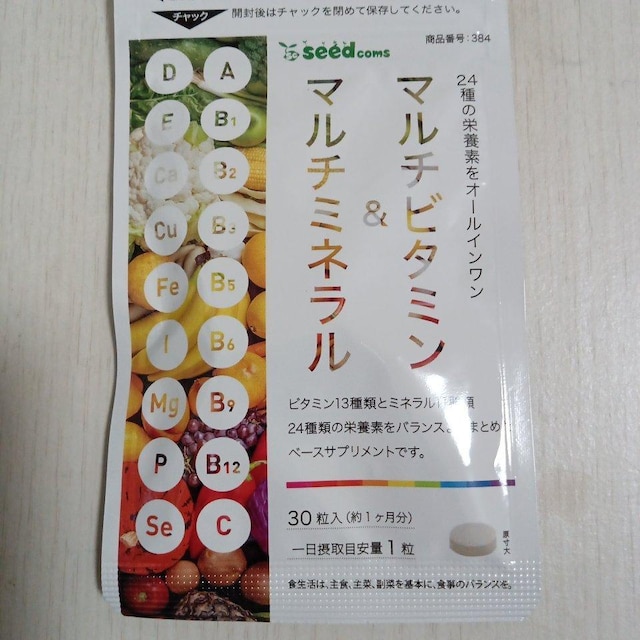 チャック
開封後はチャックを閉めて保存してください。
seedcoms
商品番号:384
24種の栄養素をオールインワン
マルチビタミン
&
マルチミネラル
D A
E B1
Ca B2
Cu B3
Fe B5
I B6
Mg B9
P B12
Se C
ビタミン13種類とミネラル
24種類の栄養素をバランス まとめ
ベースサプリメントです。
30粒入(約1ヶ月分)
一日摂取目安量1粒
原寸大
食生活は、主食、主菜、副菜を基本に、食事のバランスを。